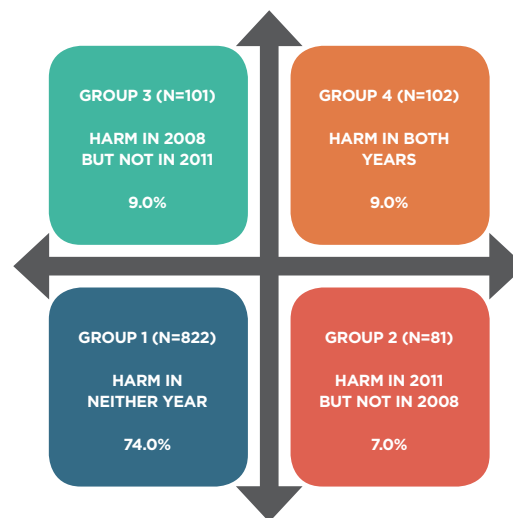 GROUP 3 (N=101)
HARM IN 2008
BUT NOT IN 2011
9.0%
GROUP 4 (N=102)
HARM IN BOTH
YEARS
9.0%
GROUP 1 (N=822)
HARM IN
NEITHER YEAR
74.0%
GROUP 2 (N=81)
HARM IN 2011
BUT NOT IN 2008
7.0%